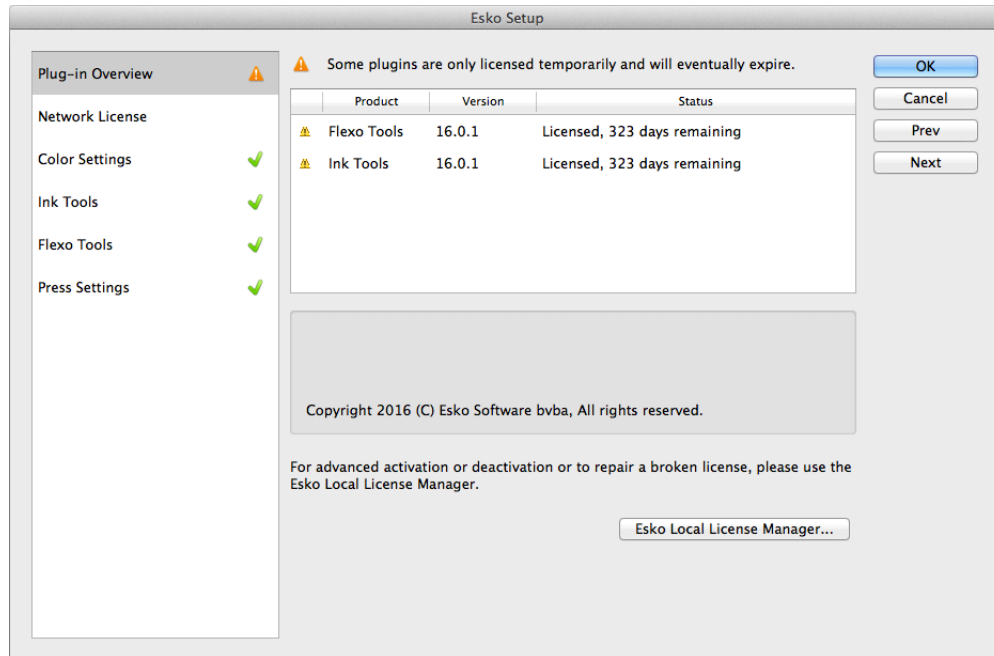 Esko Setup
Plug-in Overview
Network License
Color Settings
Ink Tools
Flexo Tools
Press Settings
Some plugins are only licensed temporarily and will eventually expire.
Product Version Status
Flexo Tools 16.0.1 Licensed, 323 days remaining
Ink Tools 16.0.1 Licensed, 323 days remaining
Copyright 2016 (C) Esko Software bvba, All rights reserved.
For advanced activation or deactivation or to repair a broken license, please use the
Esko Local License Manager.
Esko Local License Manager...
OK
Cancel
Prev
Next